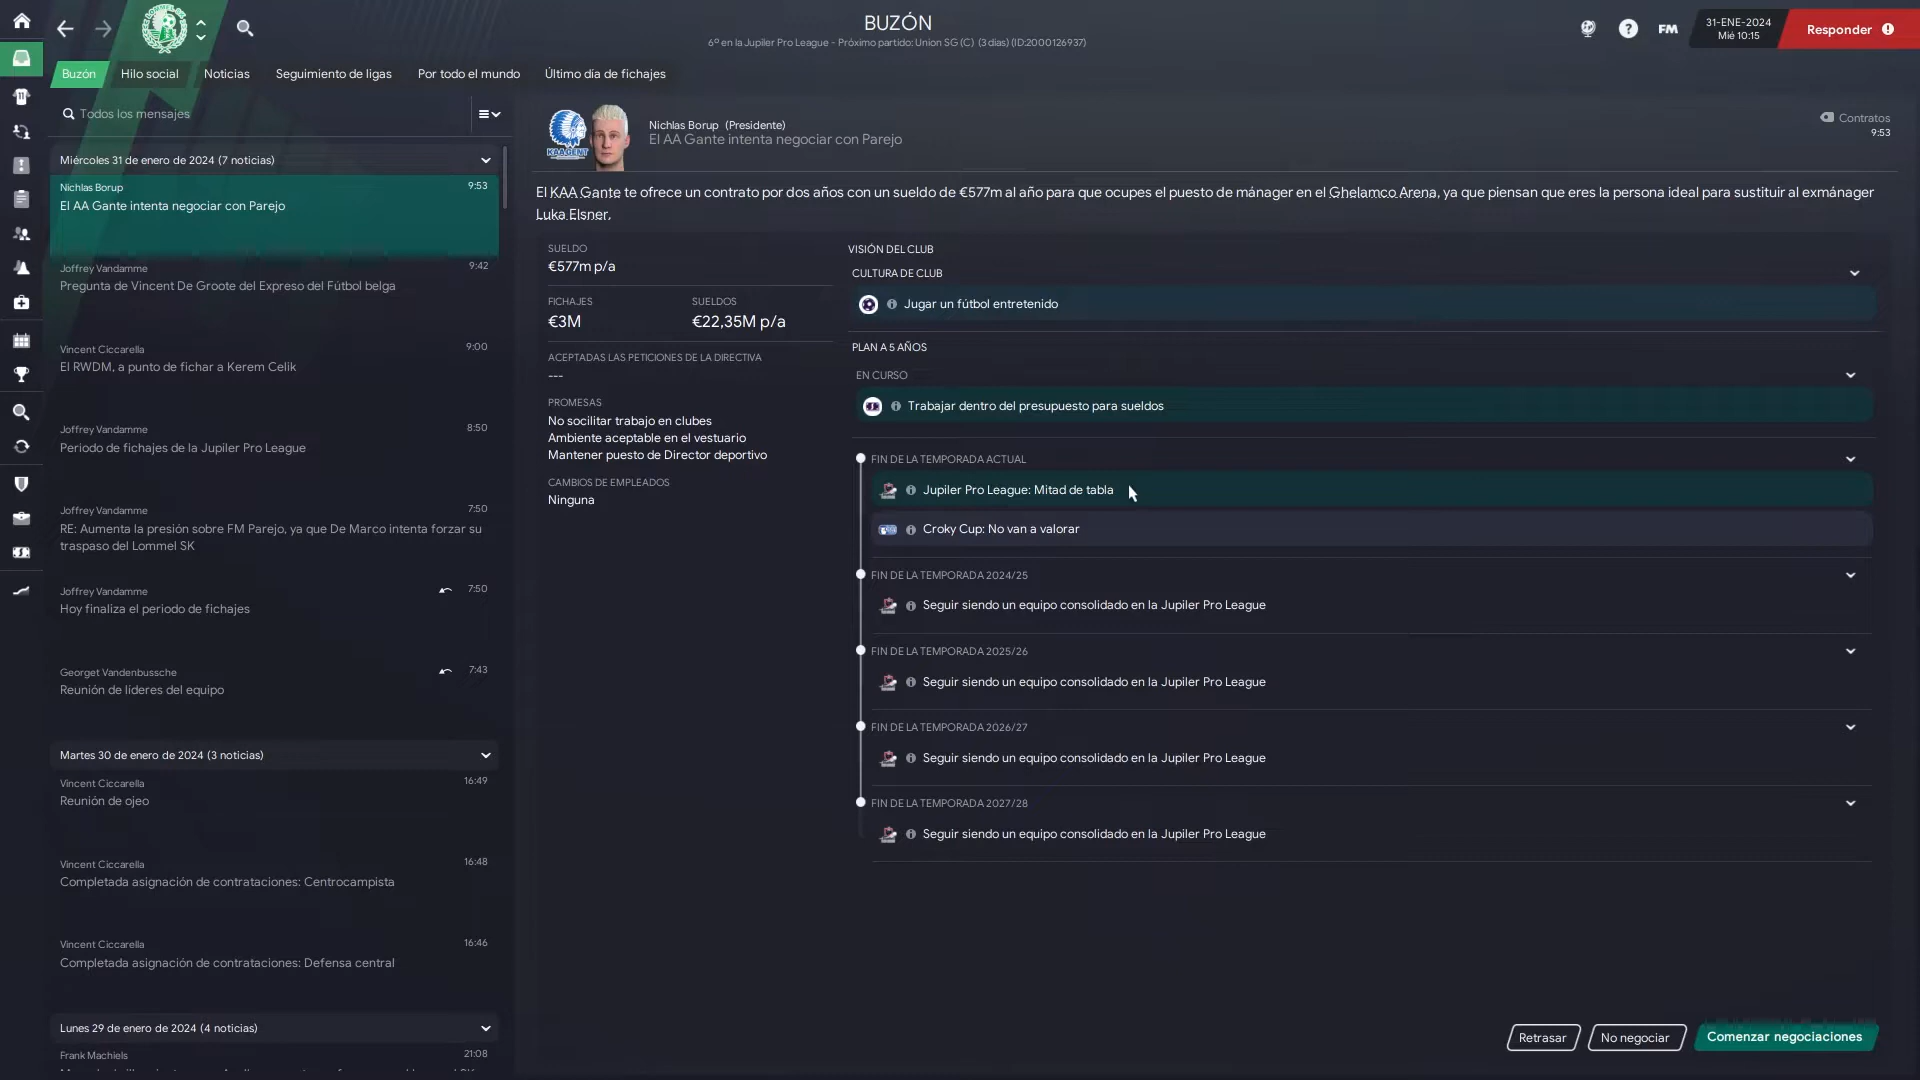 BUZÓN
6º en la Jupiler Pro League - Próximo partido: Union SG (C) (3 días) (ID:2000126937)
FM
31-ENE-2024
Mié 10:15
Responder
Buzón
Hilo social
Noticias
Seguimiento de ligas
Por todo el mundo
Último día de fichajes
Todos los mensajes
Miércoles 31 de enero de 2024 (7 noticias)
Nichlas Borup
9:53
El AA Gante intenta negociar con Parejo
Joffrey Vandamme
9:42
Pregunta de Vincent De Groote del Expreso del Fútbol belga
Vincent Ciccarella
9:00
El RWDM, a punto de fichar a Kerem Celik
Joffrey Vandamme
8:50
Periodo de fichajes de la Jupiler Pro League
Joffrey Vandamme
7:50
RE: Aumenta la presión sobre FM Parejo, ya que De Marco intenta forzar su
traspaso del Lommel SK
Joffrey Vandamme
7:50
Hoy finaliza el periodo de fichajes
Georget Vandenbussche
7:43
Reunión de líderes del equipo
Martes 30 de enero de 2024 (3 noticias)
Vincent Ciccarella
16:49
Reunión de ojeo
Vincent Ciccarella
16:48
Completada asignación de contrataciones: Centrocampista
Vincent Ciccarella
16:46
Completada asignación de contrataciones: Defensa central
Lunes 29 de enero de 2024 (4 noticias)
Frank Machiels
21:08
KAA GENT
Nichlas Borup (Presidente)
El AA Gante intenta negociar con Parejo
Contratos
9:53
El KAA Gante te ofrece un contrato por dos años con un sueldo de €577m al año para que ocupes el puesto de mánager en el Ghelamco Arena, ya que piensan que eres la persona ideal para sustituir al exmánager
Luka Elsner.
SUELDO
€577m p/a
FICHAJES
SUELDOS
€3M
€22,35M p/a
ACEPTADAS LAS PETICIONES DE LA DIRECTIVA
---
PROMESAS
No socilitar trabajo en clubes
Ambiente aceptable en el vestuario
Mantener puesto de Director deportivo
CAMBIOS DE EMPLEADOS
Ninguna
VISIÓN DEL CLUB
CULTURA DE CLUB
Jugar un fútbol entretenido
PLAN A 5 AÑOS
EN CURSO
Trabajar dentro del presupuesto para sueldos
FIN DE LA TEMPORADA ACTUAL
Jupiler Pro League: Mitad de tabla
Croky Cup: No van a valorar
FIN DE LA TEMPORADA 2024/25
Seguir siendo un equipo consolidado en la Jupiler Pro League
FIN DE LA TEMPORADA 2025/26
Seguir siendo un equipo consolidado en la Jupiler Pro League
FIN DE LA TEMPORADA 2026/27
Seguir siendo un equipo consolidado en la Jupiler Pro League
FIN DE LA TEMPORADA 2027/28
Seguir siendo un equipo consolidado en la Jupiler Pro League
Retrasar
No negociar
Comenzar negociaciones